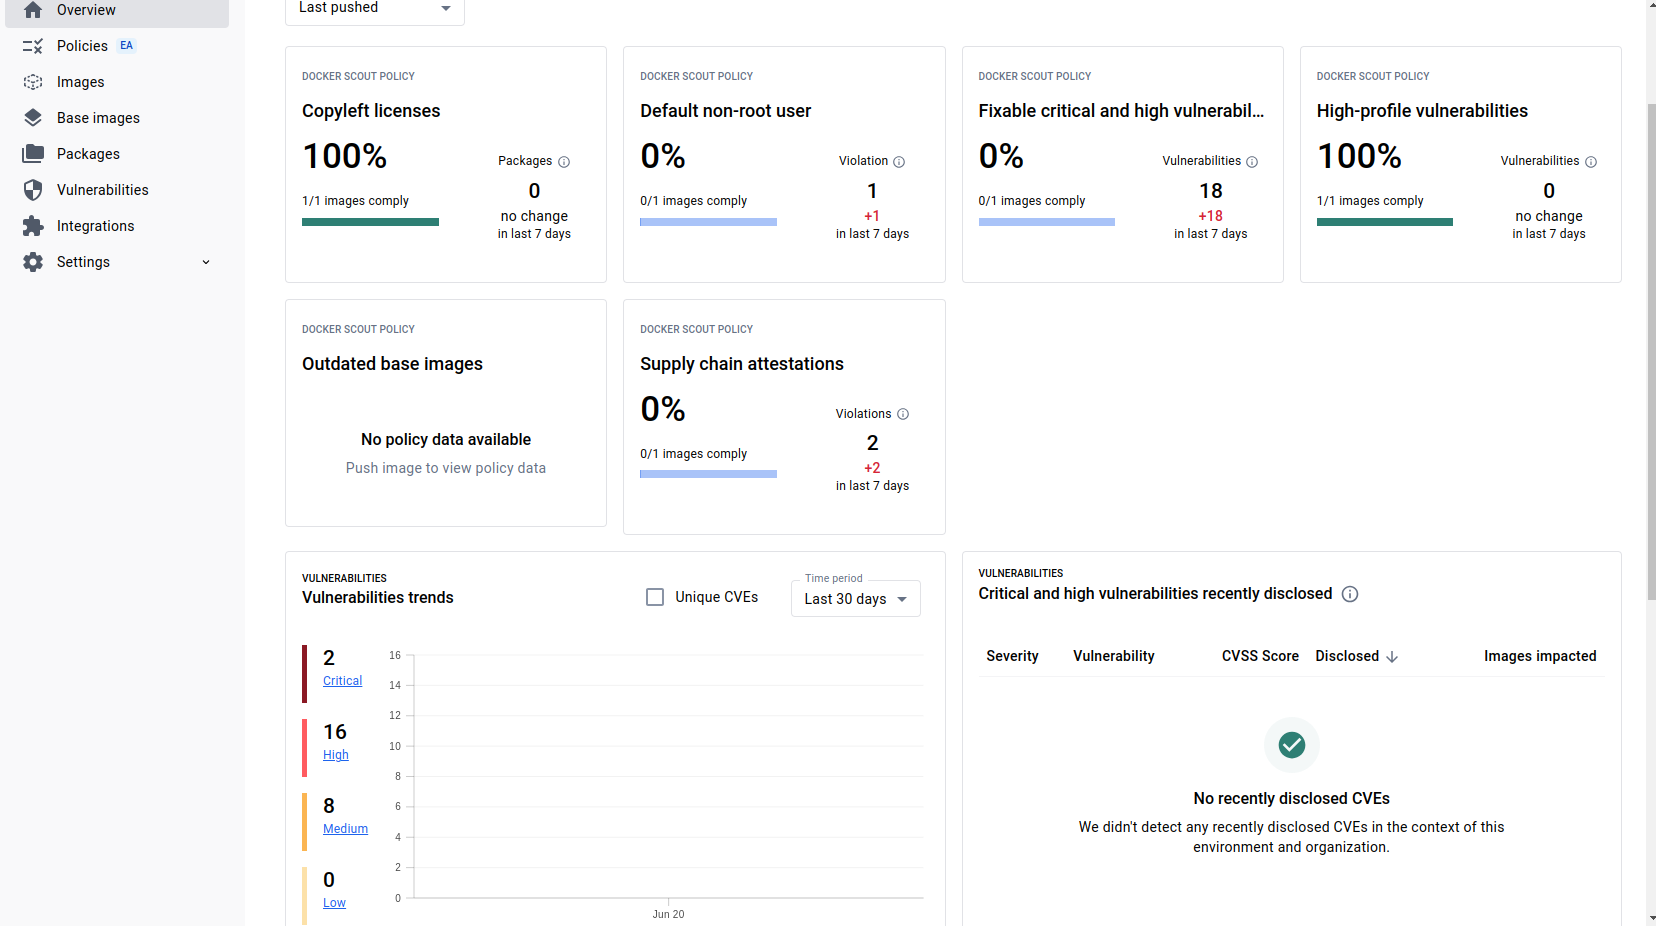 Overview
Policies EA
Images
Base images
Packages
Vulnerabilities
Integrations
Settings
Last pushed
DOCKER SCOUT POLICY
Copyleft licenses
100%
1/1 images comply
Packages
0
no change
in last 7 days
DOCKER SCOUT POLICY
Default non-root user
0%
0/1 images comply
Violation
1
+1
in last 7 days
DOCKER SCOUT POLICY
Fixable critical and high vulnerabil...
0%
0/1 images comply
Vulnerabilities
18
+18
in last 7 days
DOCKER SCOUT POLICY
High-profile vulnerabilities
100%
1/1 images comply
Vulnerabilities
0
no change
in last 7 days
DOCKER SCOUT POLICY
Outdated base images
No policy data available
Push image to view policy data
DOCKER SCOUT POLICY
Supply chain attestations
0%
0/1 images comply
Violations
2
+2
in last 7 days
VULNERABILITIES
Vulnerabilities trends
Unique CVEs
Time period
Last 30 days
2
Critical
16
High
8
Medium
0
Low
16
14
12
10
8
6
4
2
0
Jun 20
VULNERABILITIES
Critical and high vulnerabilities recently disclosed
Severity Vulnerability CVSS Score Disclosed Images impacted
No recently disclosed CVEs
We didn't detect any recently disclosed CVEs in the context of this
environment and organization.